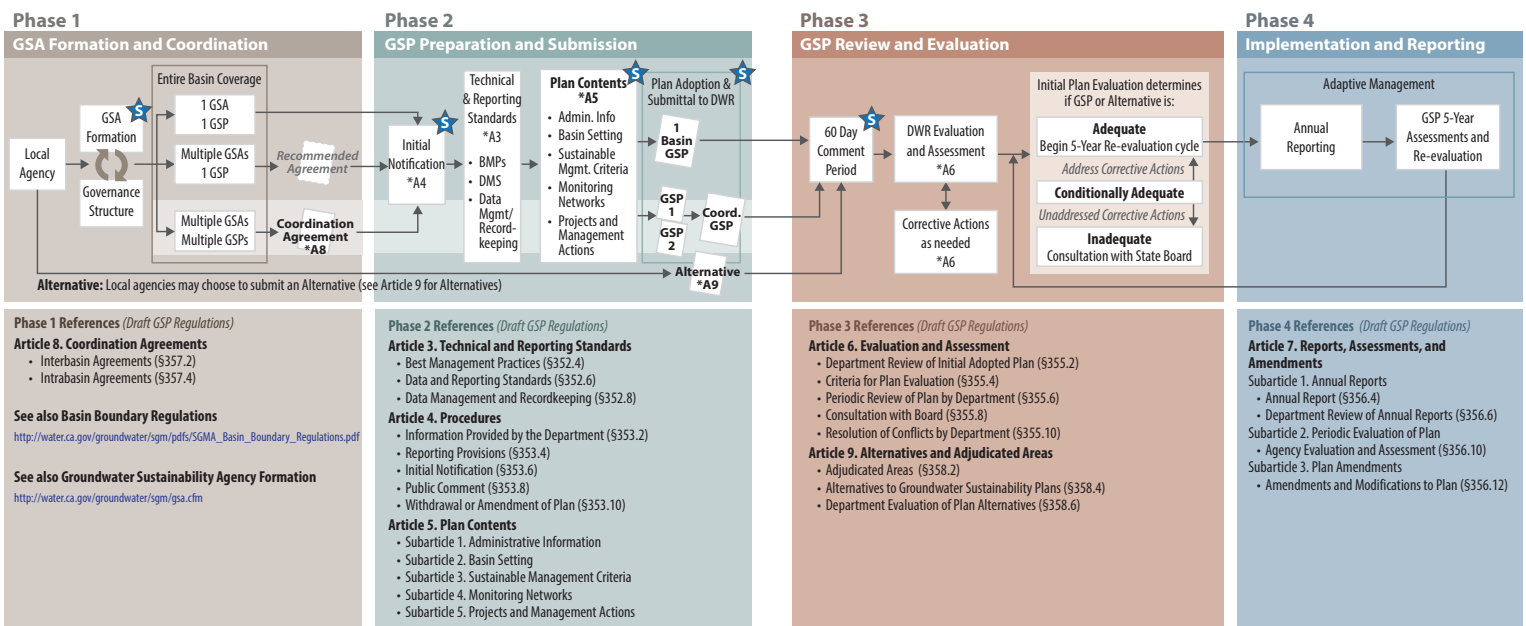 Phase 1
GSA Formation and Coordination
Entire Basin Coverage
S
GSA
Formation
Local
Agency
Governance
Structure
1 GSA
1 GSP
Multiple GSAs
1 GSP
Recommended
Agreement
Multiple GSAs
Multiple GSPs
Coordination
Agreement
*A8
Alternative: Local agencies may choose to submit an Alternative (see Article 9 for Alternatives)
Phase 2
GSP Preparation and Submission
S
Initial
Notification
*A4
Technical
& Reporting
Standards
*A3
• BMPs
• DMS
• Data
Mgmt/
Record-
keeping
S
Plan Contents
*A5
• Admin. Info
• Basin Setting
• Sustainable
Mgmt. Criteria
• Monitoring
Networks
• Projects and
Management
Actions
S
Plan Adoption &
Submittal to DWR
1
Basin
GSP
GSP
1
GSP
2
Coord.
GSP
Alternative
*A9
Phase 3
GSP Review and Evaluation
S
60 Day
Comment
Period
DWR Evaluation
and Assessment
*A6
Corrective Actions
as needed
*A6
Initial Plan Evaluation determines
if GSP or Alternative is:
Adequate
Begin 5-Year Re-evaluation cycle
Address Corrective Actions
Conditionally Adequate
Unaddressed Corrective Actions
Inadequate
Consultation with State Board
Phase 4
Implementation and Reporting
Adaptive Management
Annual
Reporting
GSP 5-Year
Assessments and
Re-evaluation
Phase 1 References (Draft GSP Regulations)
Article 8. Coordination Agreements
• Interbasin Agreements (§357.2)
• Intrabasin Agreements (§357.4)
See also Basin Boundary Regulations
http://water.ca.gov/groundwater/sgm/pdfs/SGMA_Basin_Boundary_Regulations.pdf
See also Groundwater Sustainability Agency Formation
http://water.ca.gov/groundwater/sgm/gsa.cfm
Phase 2 References (Draft GSP Regulations)
Article 3. Technical and Reporting Standards
• Best Management Practices (§352.4)
• Data and Reporting Standards (§352.6)
• Data Management and Recordkeeping (§352.8)
Article 4. Procedures
• Information Provided by the Department (§353.2)
• Reporting Provisions (§353.4)
• Initial Notification (§353.6)
• Public Comment (§353.8)
• Withdrawal or Amendment of Plan (§353.10)
Article 5. Plan Contents
• Subarticle 1. Administrative Information
• Subarticle 2. Basin Setting
• Subarticle 3. Sustainable Management Criteria
• Subarticle 4. Monitoring Networks
• Subarticle 5. Projects and Management Actions
Phase 3 References (Draft GSP Regulations)
Article 6. Evaluation and Assessment
• Department Review of Initial Adopted Plan (§355.2)
• Criteria for Plan Evaluation (§355.4)
• Periodic Review of Plan by Department (§355.6)
• Consultation with Board (§355.8)
• Resolution of Conflicts by Department (§355.10)
Article 9. Alternatives and Adjudicated Areas
• Adjudicated Areas (§358.2)
• Alternatives to Groundwater Sustainability Plans (§358.4)
• Department Evaluation of Plan Alternatives (§358.6)
Phase 4 References (Draft GSP Regulations)
Article 7. Reports, Assessments, and
Amendments
Subarticle 1. Annual Reports
• Annual Report (§356.4)
• Department Review of Annual Reports (§356.6)
Subarticle 2. Periodic Evaluation of Plan
• Agency Evaluation and Assessment (§356.10)
Subarticle 3. Plan Amendments
• Amendments and Modifications to Plan (§356.12)